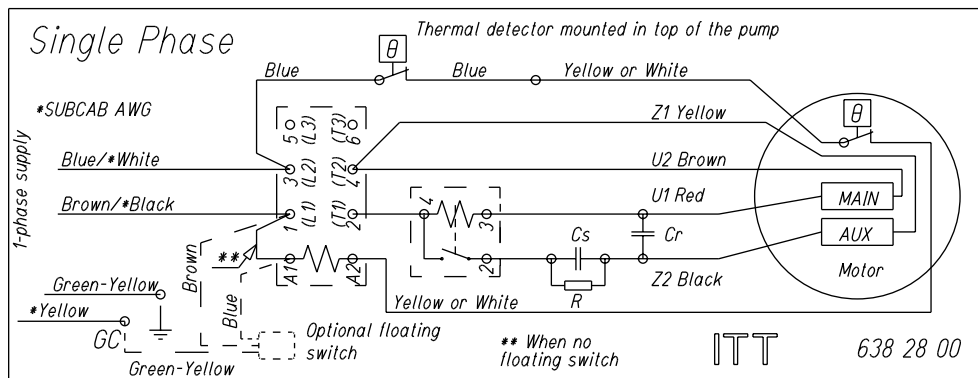 Single Phase
Thermal detector mounted in top of the pump
θ
Blue
Blue
Yellow or White
*SUBCAB AWG
5 (L3)
(T3) 6
Z1 Yellow
θ
1-phase supply
Blue/*White
3 (L2)
(T2) 4
U2 Brown
Brown/*Black
1 (L1)
(T1) 2
4
3
U1 Red
MAIN
**
Cs
Cr
AUX
Brown
A1
A2
2
R
Z2 Black
Motor
Green-Yellow
Blue
Yellow or White
*Yellow
GC
Optional floating
switch
Green-Yellow
** When no
floating switch
ITT
638 28 00